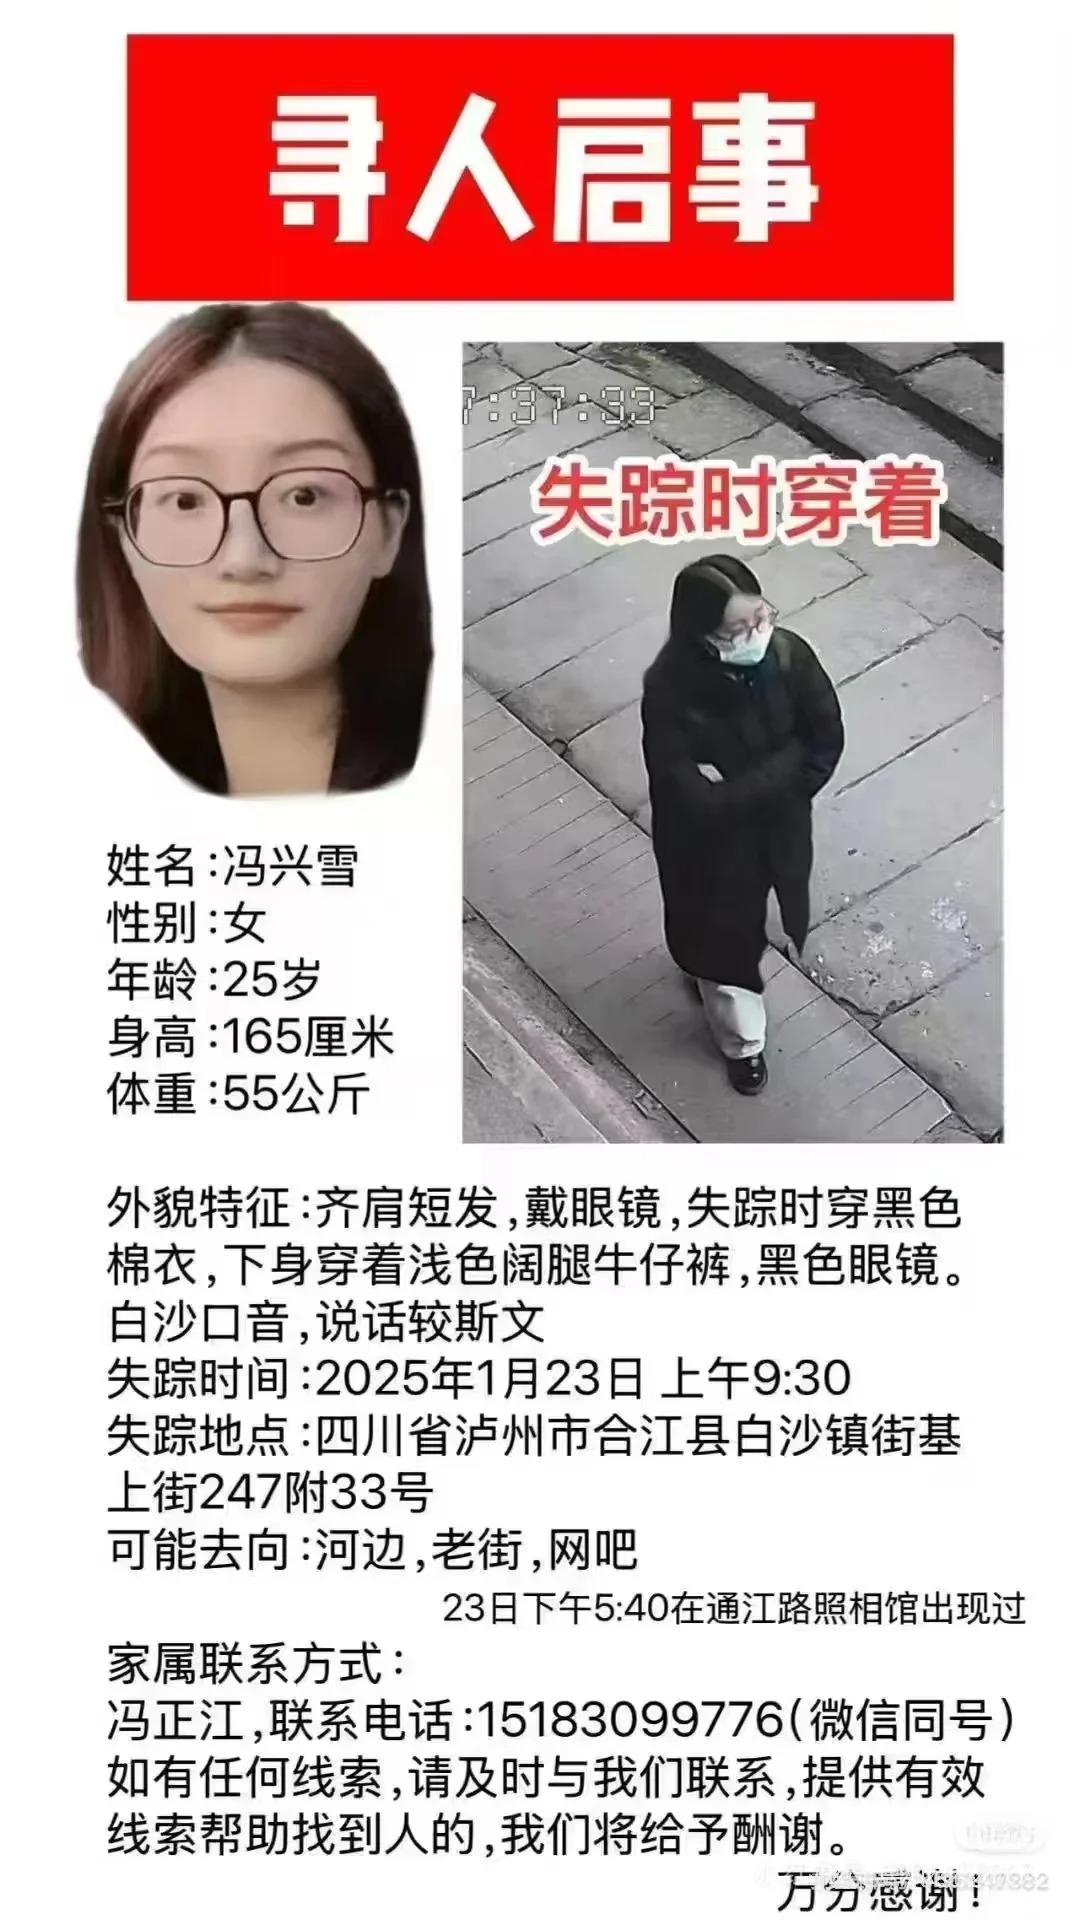 寻人启事
7:37:33
失踪时穿着
姓名:冯兴雪
性别:女
年龄:25岁
身高:165厘米
体重:55公斤
外貌特征:齐肩短发,戴眼镜,失踪时穿黑色
棉衣,下身穿着浅色阔腿牛仔裤,黑色眼镜。
白沙口音,说话较斯文
失踪时间:2025年1月23日 上午9:30
失踪地点:四川省泸州市合江县白沙镇街基
上街247附33号
可能去向:河边,老街,网吧
23日下午5:40在通江路照相馆出现过
家属联系方式:
冯正江,联系电话:15183099776(微信同号)
如有任何线索,请及时与我们联系,提供有效
线索帮助找到人的,我们将给予酬谢。
万分感谢!